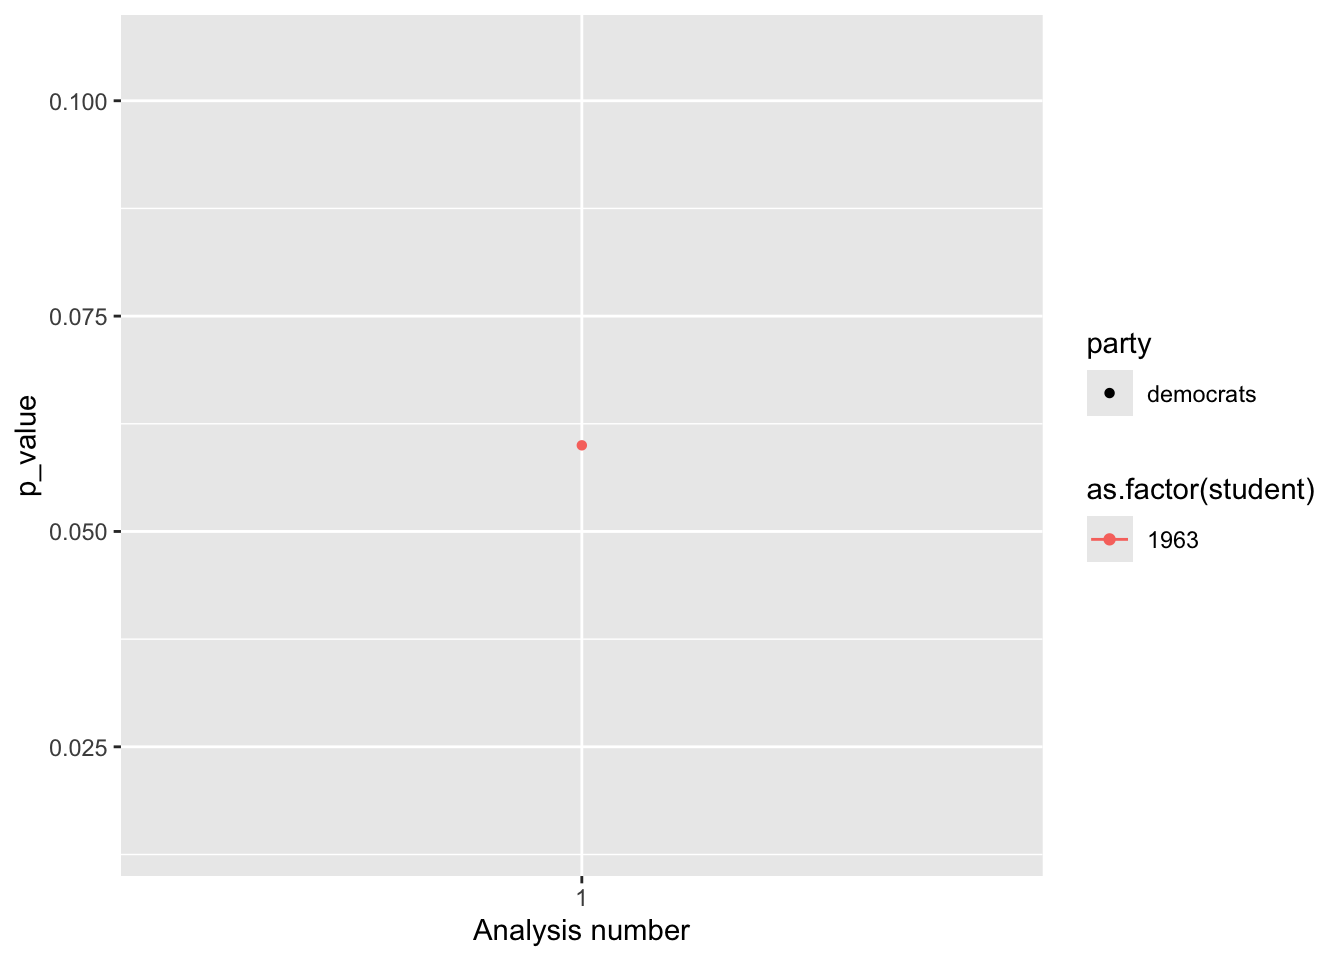 0.100
0.075
0.050
0.025
p_value
1
Analysis number
party
democrats
as.factor(student)
1963